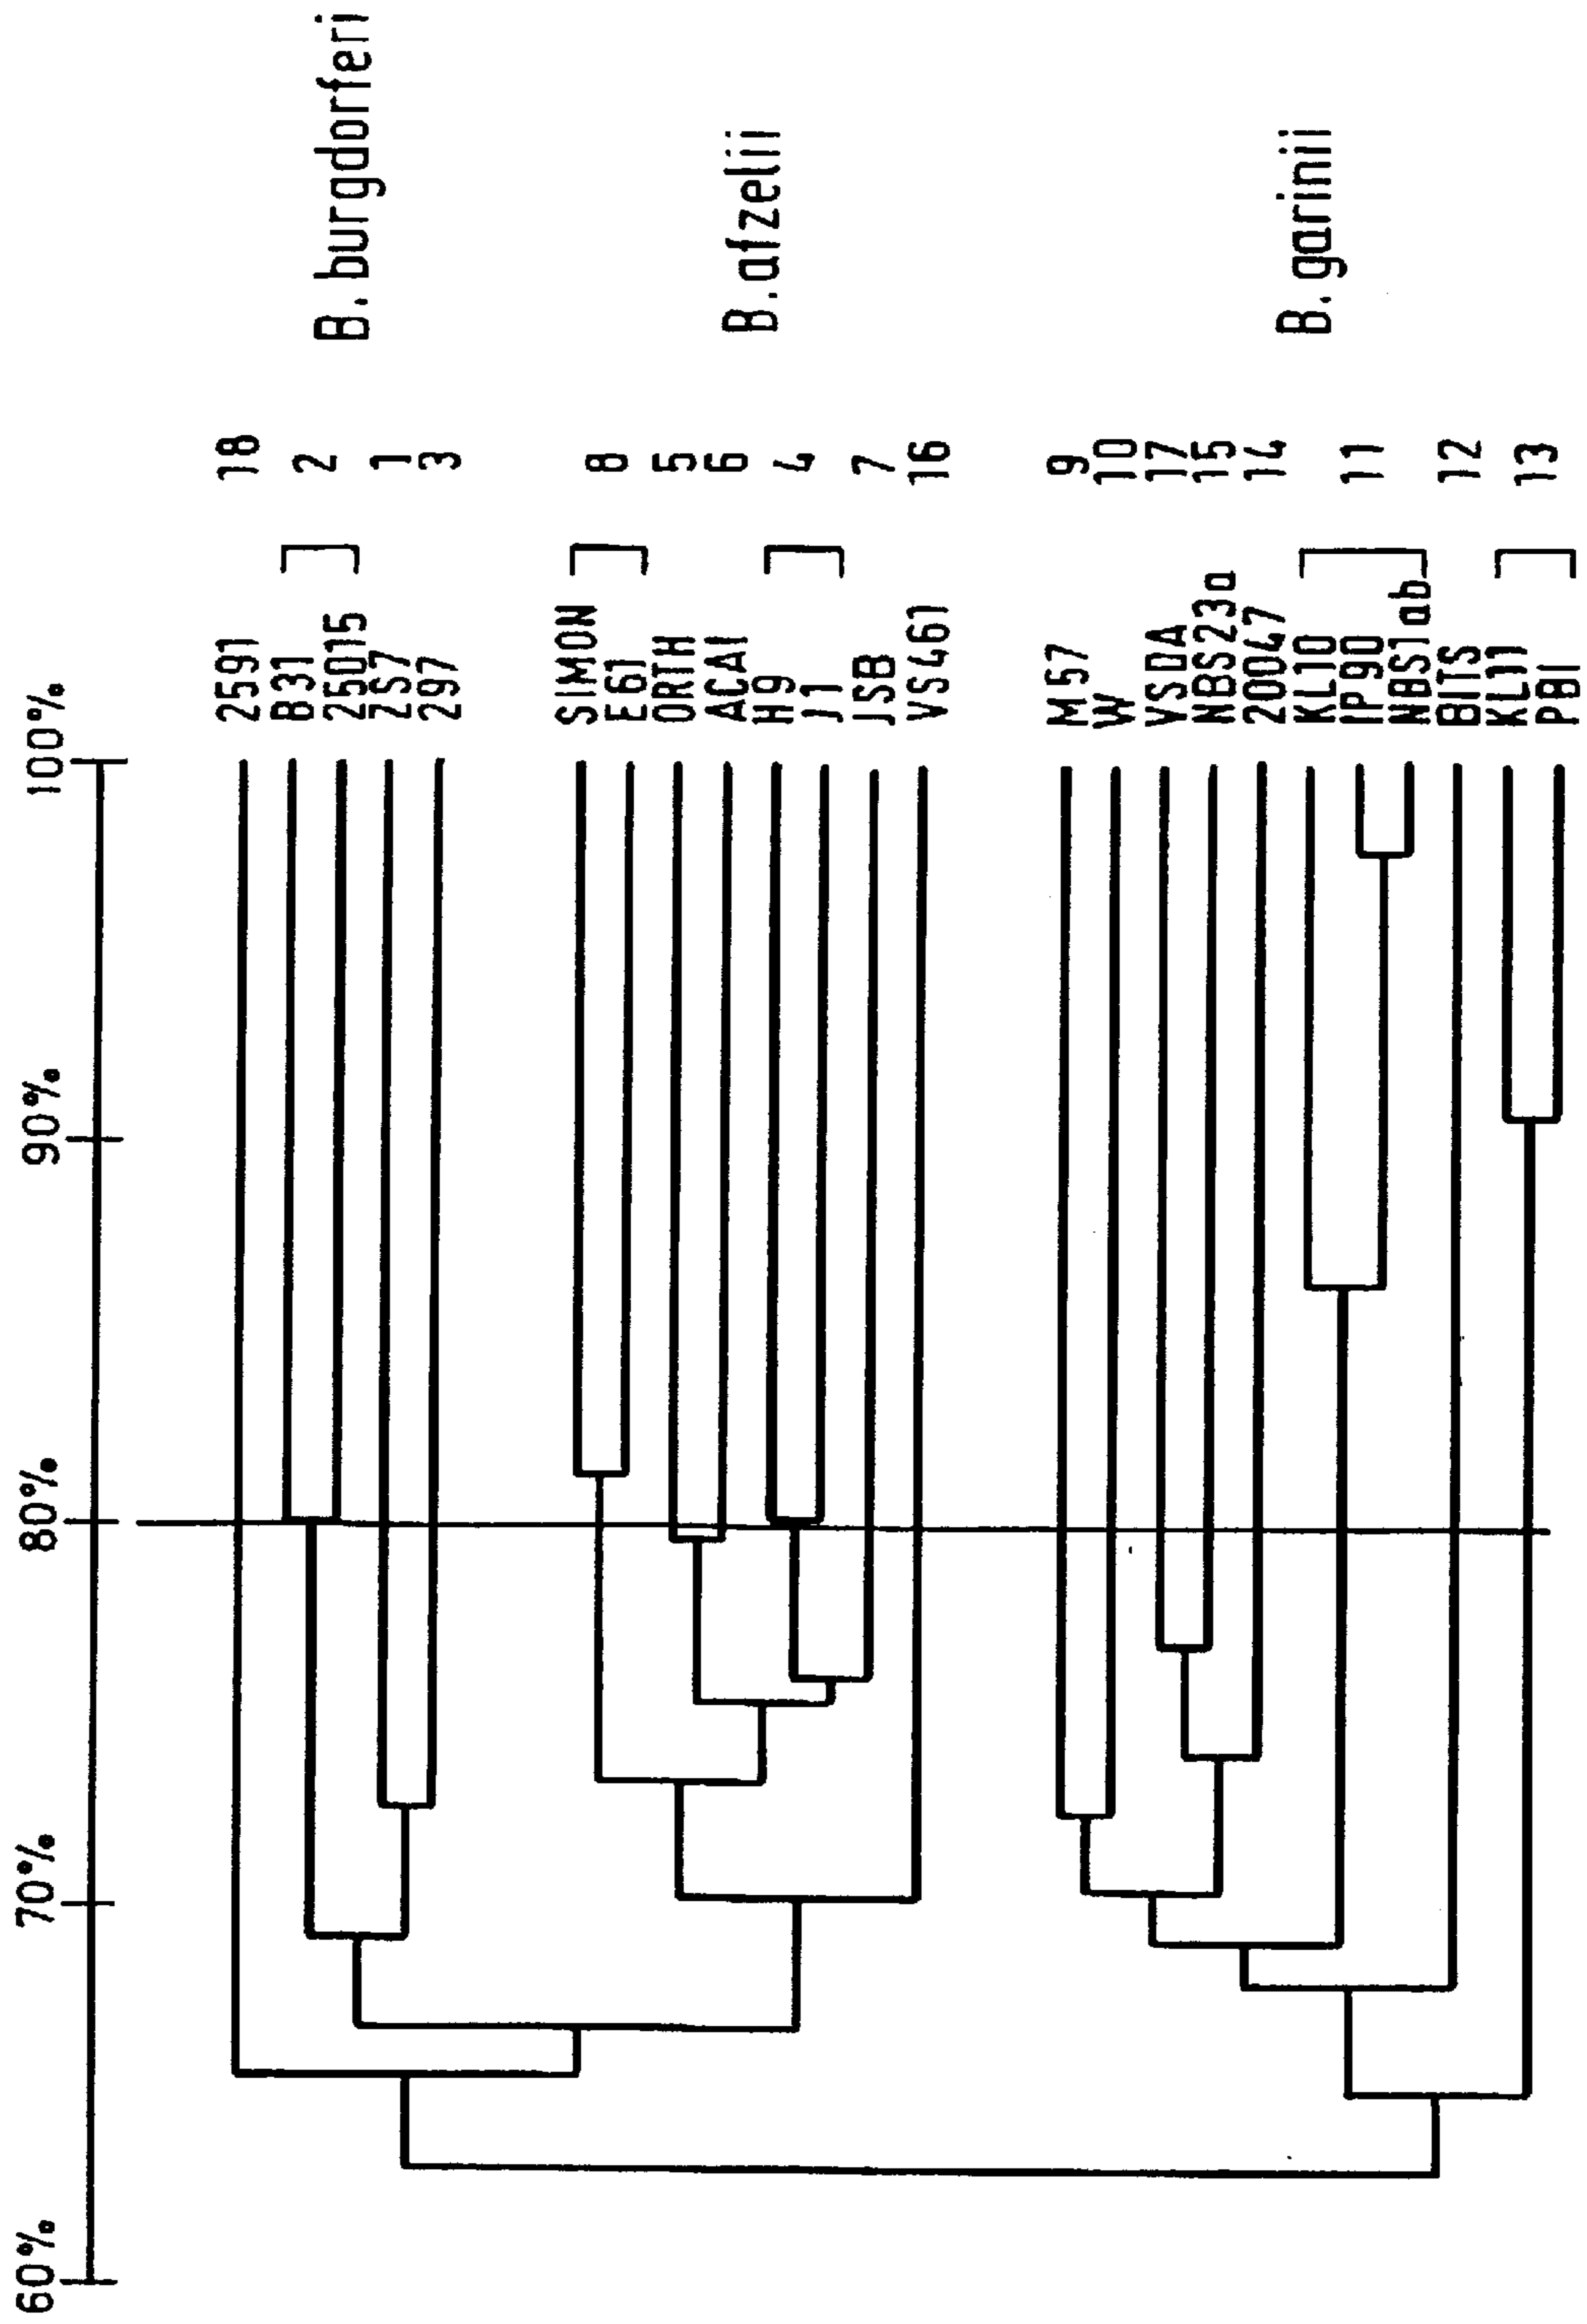 60% 70% 80% 90% 100%
2591 18
B31
2
25015
B. burgdorferi
ZS7 1
297 3
SIMON
8
E61
ORTH 5
ACAI 6
B. afzelii
H9
4
J1
JSB 7
VS461 16
M57 9
W 10
VSDA 17
NBS23a 15
20047 14
KL10
B. garinii
IP90 11
NBS1ab
BITS 12
KL11
13
PBI